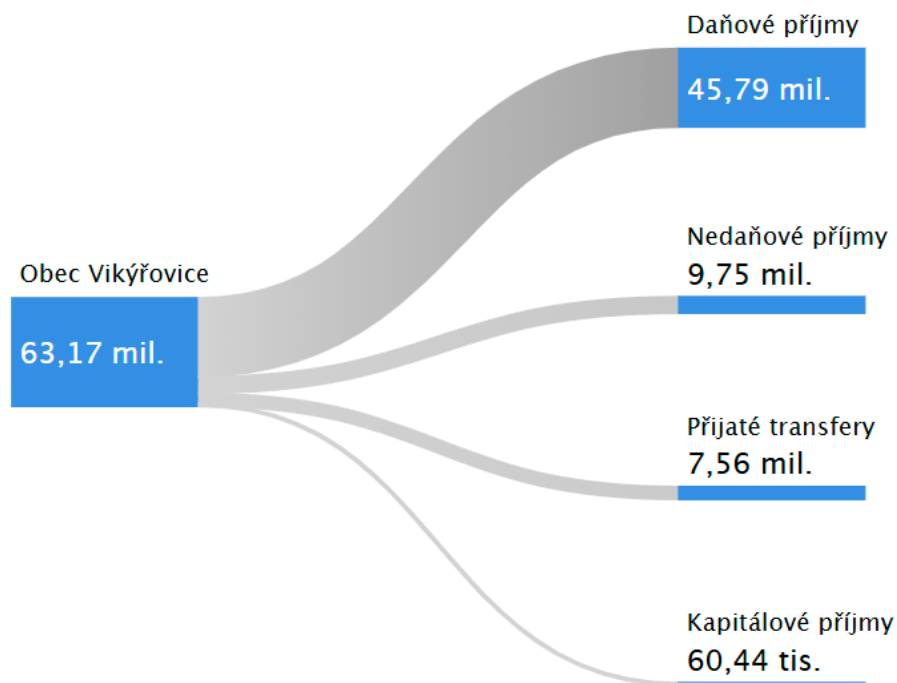 Daňové příjmy
45,79 mil.
Nedaňové příjmy
9,75 mil.
Obec Vikýřovice
63,17 mil.
Přijaté transfery
7,56 mil.
Kapitálové příjmy
60,44 tis.